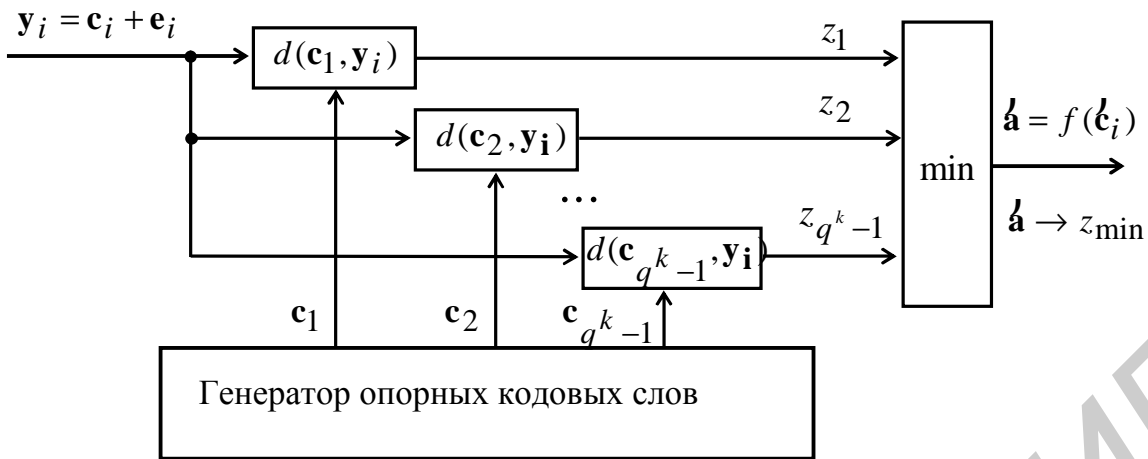 y_i = c_i + e_i
d(c_1, y_i)
z_1
d(c_2, y_i)
z_2
...
d(c_{q^k −1}, y_i)
z_{q^k −1}
min
а́ = f(с́_i)
а́ → z_min
c_1
c_2
c_{q^k −1}
Генератор опорных кодовых слов